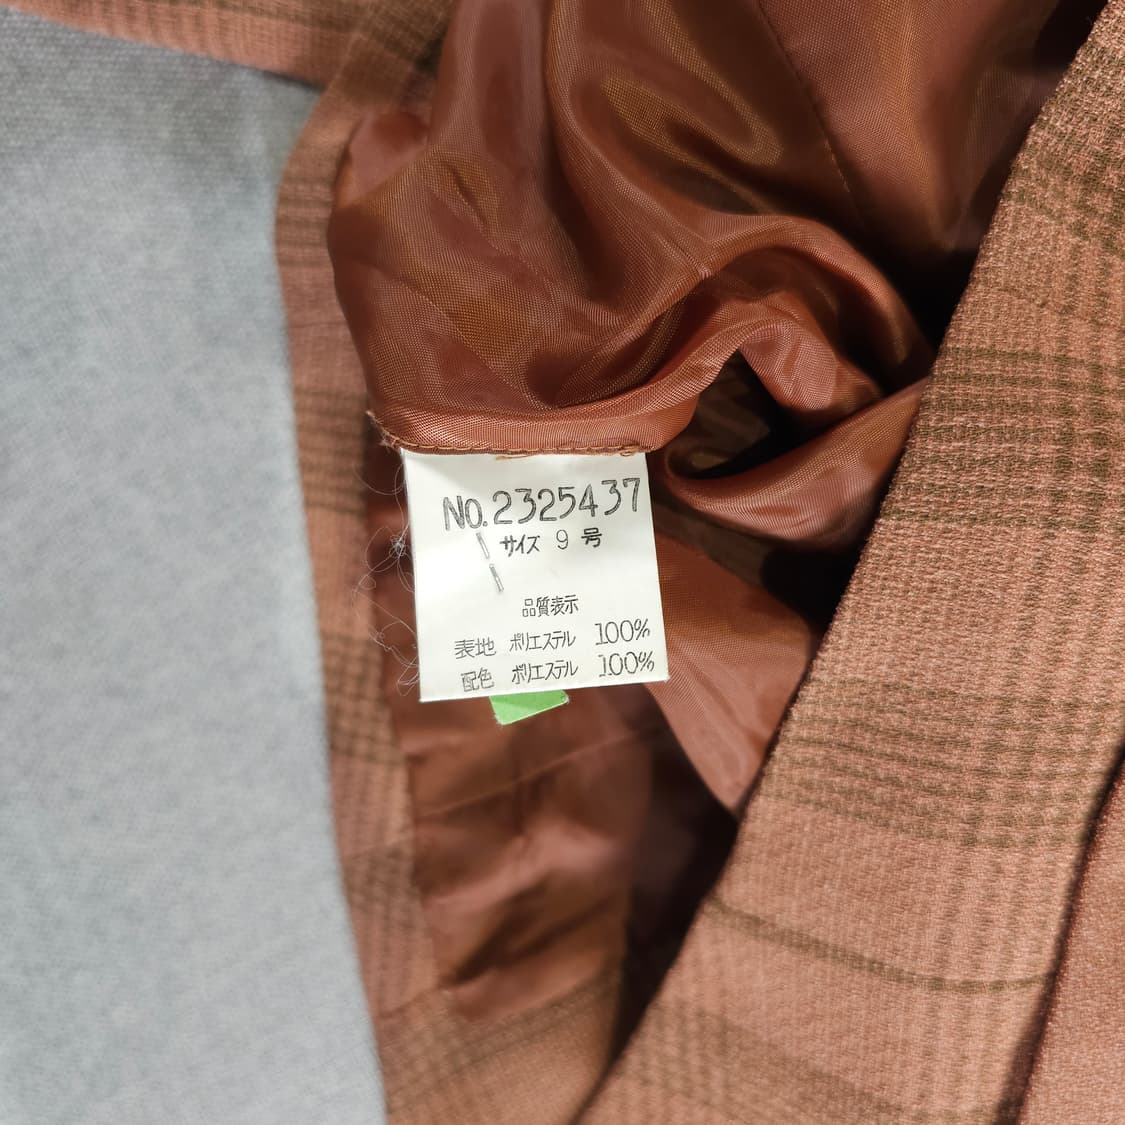 No.2325437
サイズ 9 号
品質表示
表地 ポリエステル 100%
配色 ポリエステル 100%